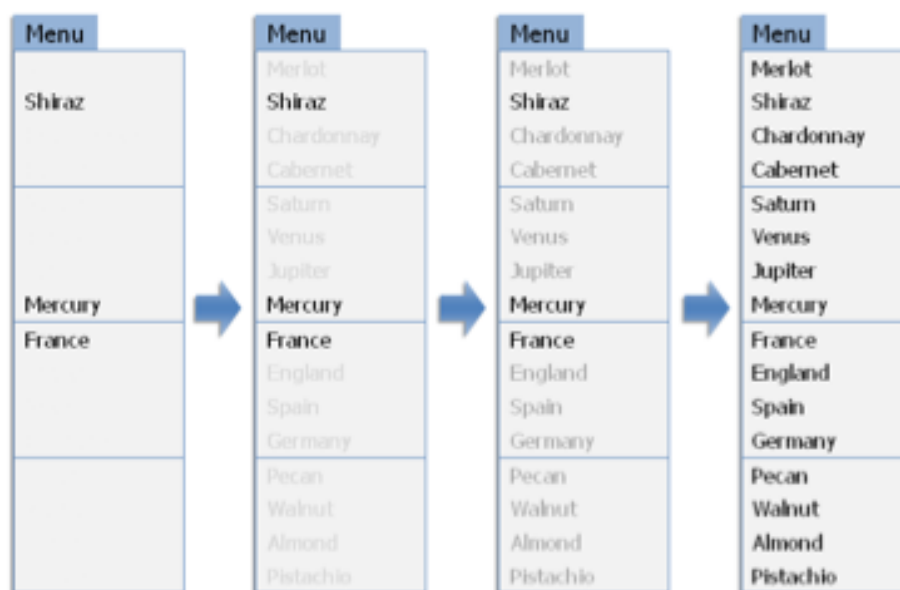 Menu
Shiraz
Mercury
France
Menu
Merlot
Shiraz
Chardonnay
Cabernet
Saturn
Venus
Jupiter
Mercury
France
England
Spain
Germany
Pecan
Walnut
Almond
Pistachio
Menu
Merlot
Shiraz
Chardonnay
Cabernet
Saturn
Venus
Jupiter
Mercury
France
England
Spain
Germany
Pecan
Walnut
Almond
Pistachio
Menu
Merlot
Shiraz
Chardonnay
Cabernet
Saturn
Venus
Jupiter
Mercury
France
England
Spain
Germany
Pecan
Walnut
Almond
Pistachio